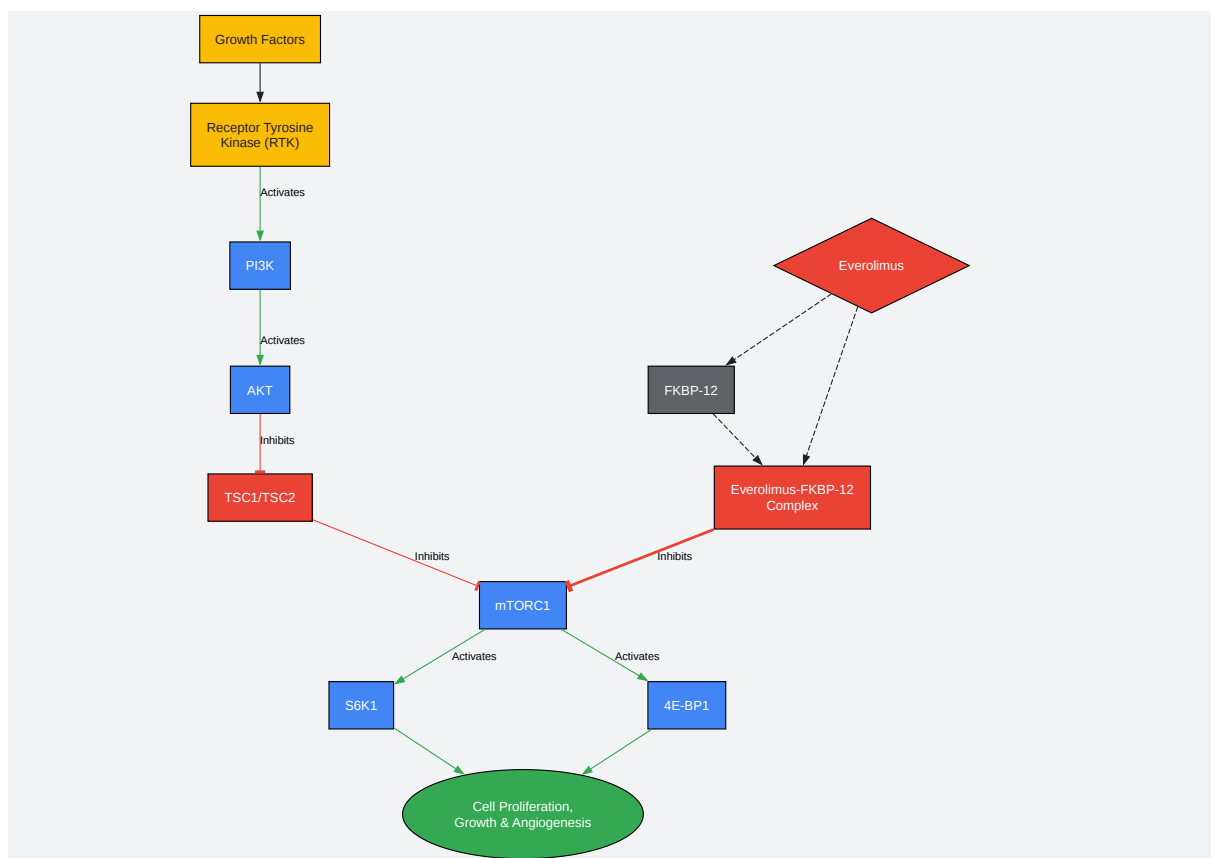 Growth Factors
Receptor Tyrosine
Kinase (RTK)
Activates
PI3K
Everolimus
Activates
AKT
FKBP-12
Inhibits
TSC1/TSC2
Everolimus-FKBP-12
Complex
Inhibits
Inhibits
mTORC1
Activates
Activates
S6K1
4E-BP1
Cell Proliferation,
Growth & Angiogenesis